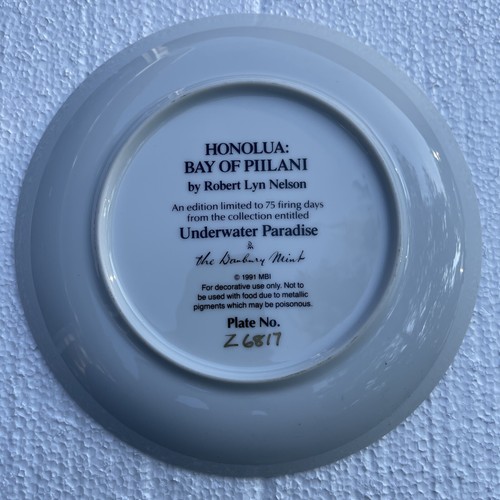 HONOLUA:
BAY OF PIILANI
by Robert Lyn Nelson
An edition limited to 75 firing days
from the collection entitled
Underwater Paradise
&
the Danbury Mint
© 1991 MBI
For decorative use only. Not to
be used with food due to metallic
pigments which may be poisonous.
Plate No.
Z6817